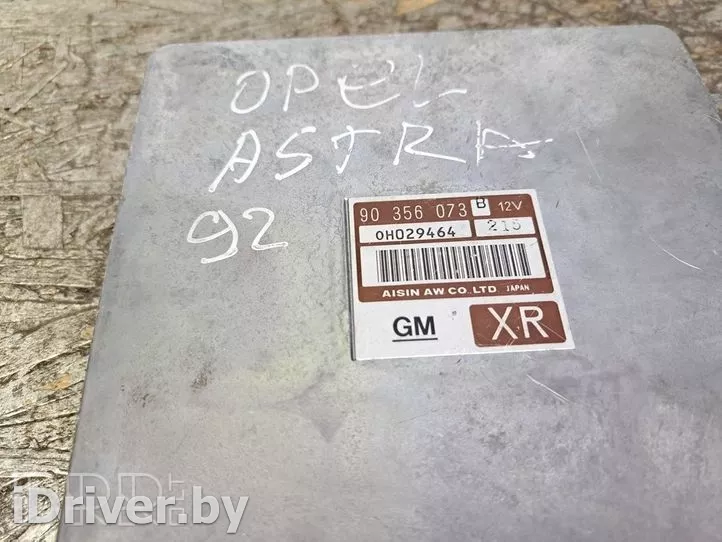 OPEL
ASTRA
92
90 356 073 B 12V
0H029464 215
AISIN AW CO.,LTD. JAPAN
GM XR
iDriver.by